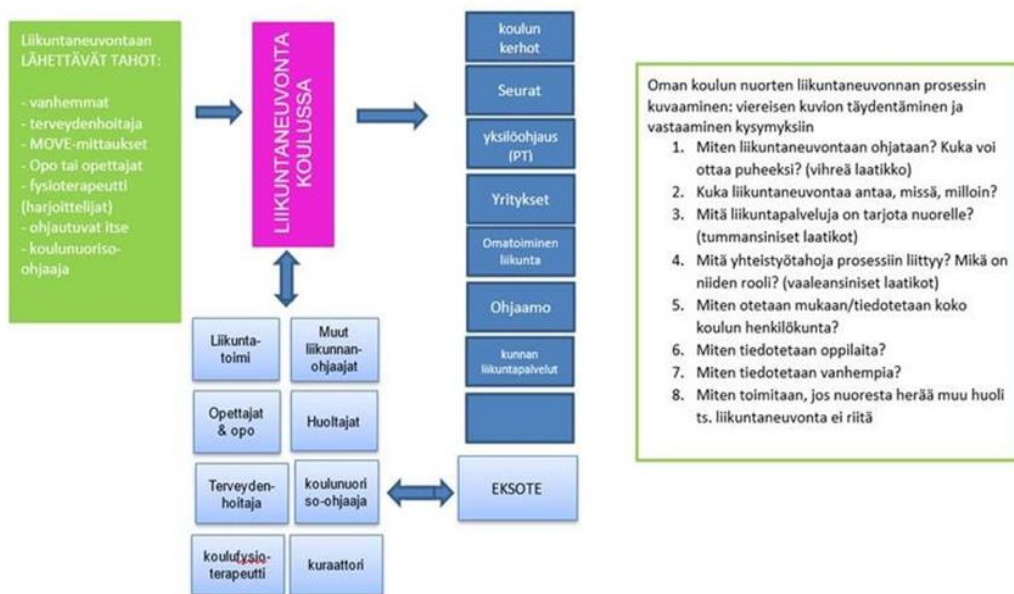 Liikuntaneuvontaan
LÄHETTÄVÄT TAHOT:
- vanhemmat
- terveydenhoitaja
- MOVE-mittaukset
- Opo tai opettajat
- fysioterapeutti
(harjoittelijat)
- ohjautuvat itse
- koulunuoriso-
ohjaaja
LIIKUNTANEUVONTA
KOULUSSA
koulun
kerhot
Seurat
yksilöohjaus
(PT)
Yritykset
Omatoiminen
liikunta
Ohjaamo
kunnan
liikuntapalvelut
EKSOTE
Liikunta-
toimi
Muut
liikunnan-
ohjaajat
Opettajat
& opo
Huoltajat
Terveyden-
hoitaja
koulunuori
so-ohjaaja
koulufysio-
terapeutti
kuraattori
Oman koulun nuorten liikuntaneuvonnan prosessin
kuvaaminen: viereisen kuvion täydentäminen ja
vastaaminen kysymyksiin
1. Miten liikuntaneuvontaan ohjataan? Kuka voi
ottaa puheeksi? (vihreä laatikko)
2. Kuka liikuntaneuvontaa antaa, missä, milloin?
3. Mitä liikuntapalveluja on tarjota nuorelle?
(tummansiniset laatikot)
4. Mitä yhteistyötahoja prosessiin liittyy? Mikä on
niiden rooli? (vaaleansiniset laatikot)
5. Miten otetaan mukaan/tiedotetaan koko
koulun henkilökunta?
6. Miten tiedotetaan oppilaita?
7. Miten tiedotetaan vanhempia?
8. Miten toimitaan, jos nuoresta herää muu huoli
ts. liikuntaneuvonta ei riitä